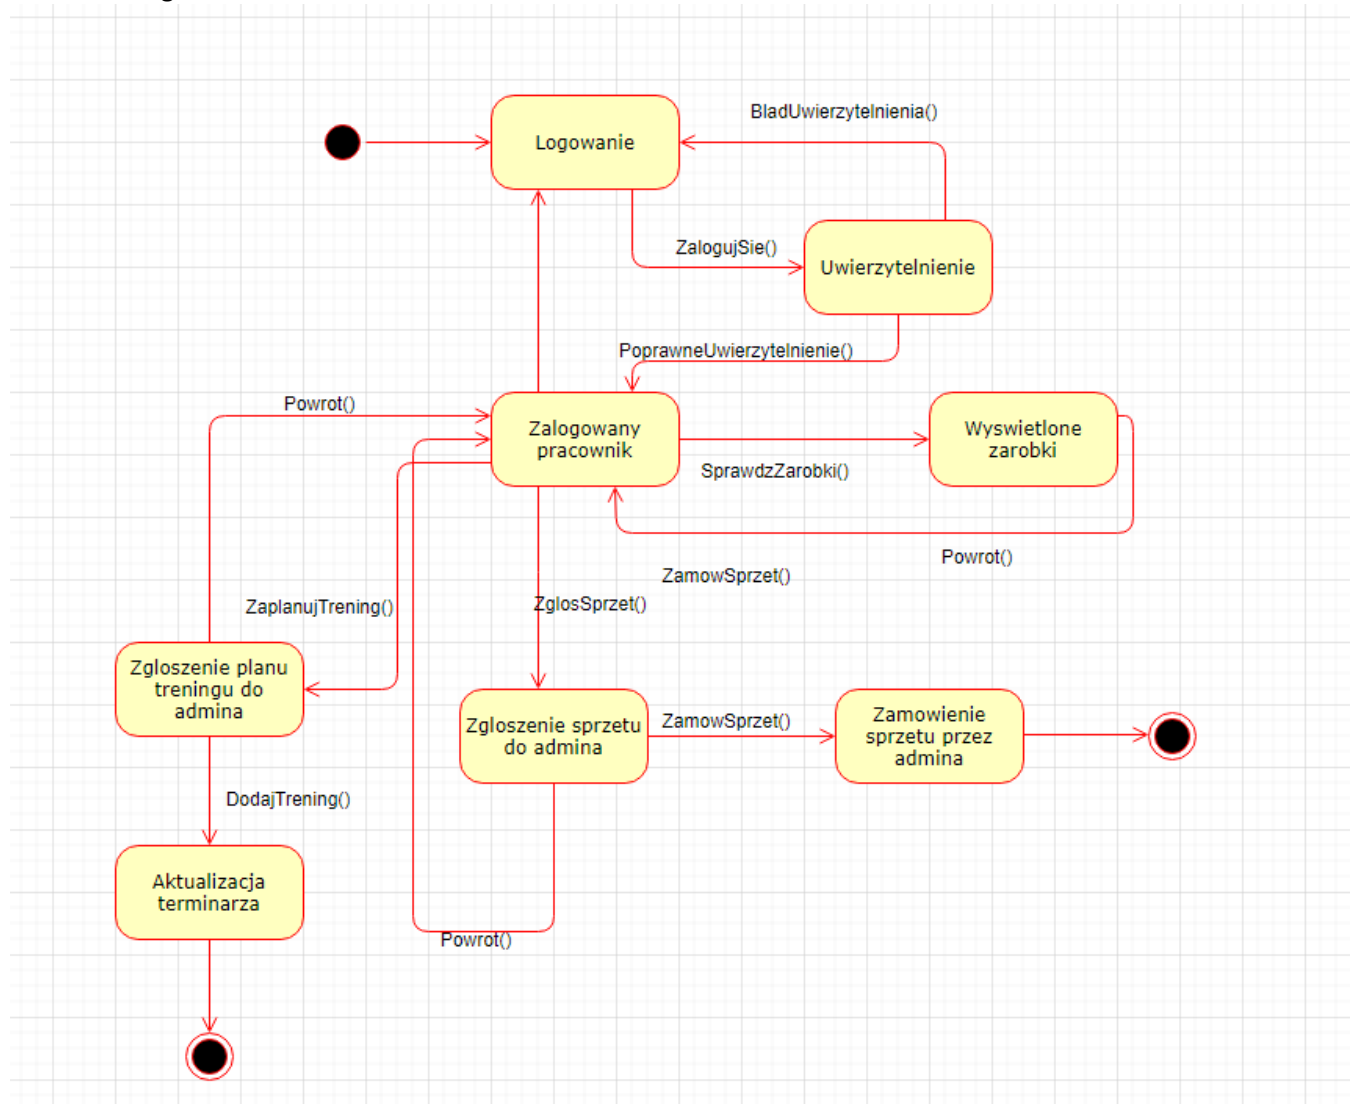 BladUwierzytelnienia()
Logowanie
ZalogujSie()
Uwierzytelnienie
PoprawneUwierzytelnienie()
Powrot()
Zalogowany
pracownik
Wyswietlone
zarobki
SprawdzZarobki()
Powrot()
ZamowSprzet()
ZaplanujTrening()
ZglosSprzet()
Zgloszenie planu
treningu do
admina
Zgloszenie sprzetu
do admina
ZamowSprzet()
Zamowienie
sprzetu przez
admina
DodajTrening()
Aktualizacja
terminarza
Powrot()